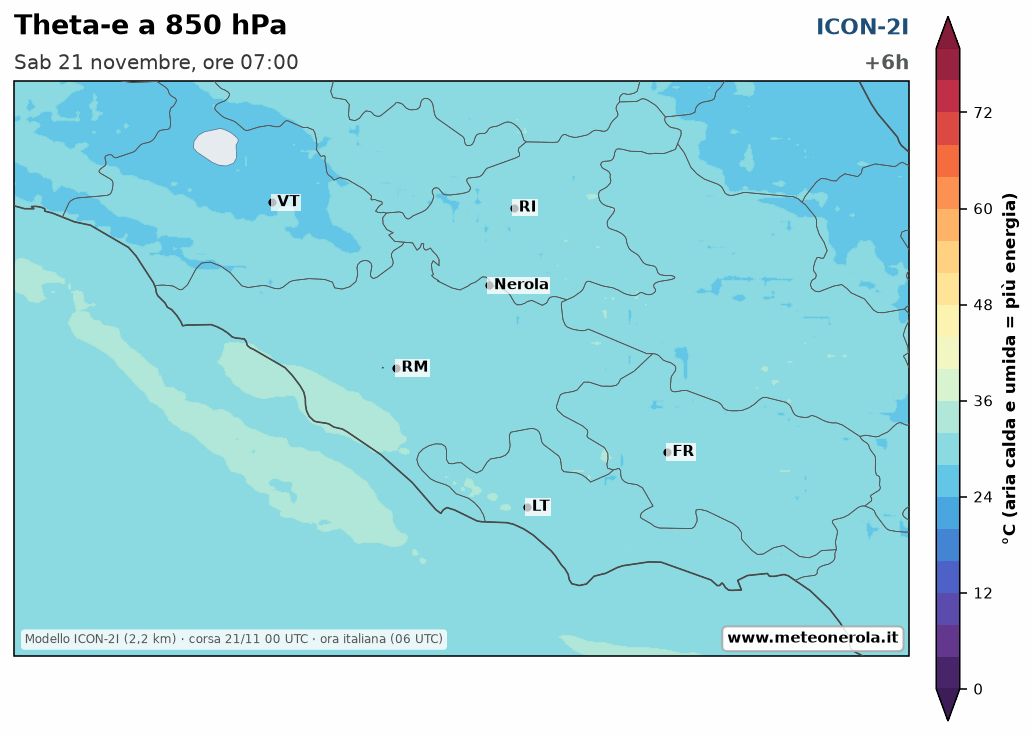 Theta-e a 850 hPa
ICON-2I
Sab 21 novembre, ore 07:00
+6h
VT
RI
Nerola
RM
FR
LT
72
60
48
36
24
12
0
°C (aria calda e umida = più energia)
Modello ICON-2I (2,2 km) · corsa 21/11 00 UTC · ora italiana (06 UTC)
www.meteonerola.it